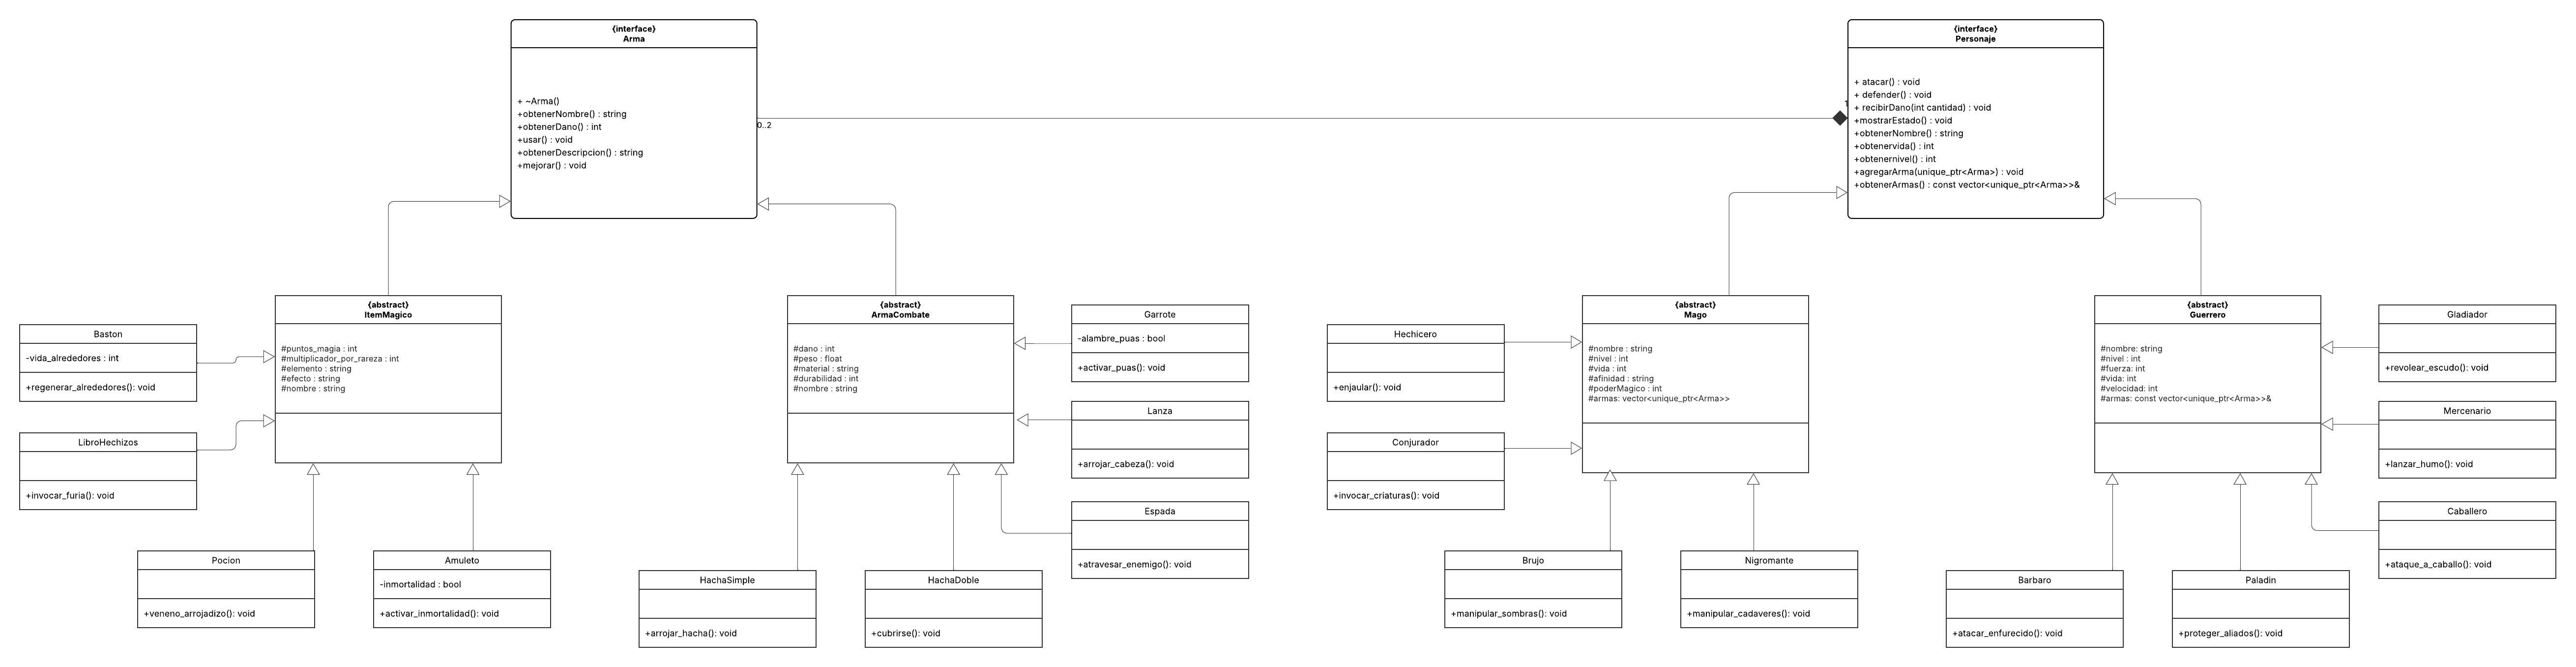 {interface}
Arma
+ ~Arma()
+obtenerNombre() : string
+obtenerDano() : int
+usar() : void
+obtenerDescripcion() : string
+mejorar() : void
0..2
1
{interface}
Personaje
+ atacar() : void
+ defender() : void
+ recibirDano(int cantidad) : void
+mostrarEstado() : void
+obtenerNombre() : string
+obtenervida() : int
+obtenernivel() : int
+agregarArma(unique_ptr<Arma>) : void
+obtenerArmas() : const vector<unique_ptr<Arma>>&
{abstract}
ItemMagico
#puntos_magia : int
#multiplicador_por_rareza : int
#elemento : string
#efecto : string
#nombre : string
Baston
-vida_alrededores : int
+regenerar_alrededores(): void
LibroHechizos
+invocar_furia(): void
Pocion
+veneno_arrojadizo(): void
Amuleto
-inmortalidad : bool
+activar_inmortalidad(): void
{abstract}
ArmaCombate
#dano : int
#peso : float
#material : string
#durabilidad : int
#nombre : string
Garrote
-alambre_puas : bool
+activar_puas(): void
Lanza
+arrojar_cabeza(): void
Espada
+atravesar_enemigo(): void
HachaSimple
+arrojar_hacha(): void
HachaDoble
+cubrirse(): void
{abstract}
Mago
#nombre : string
#nivel : int
#vida : int
#afinidad : string
#poderMagico : int
#armas: vector<unique_ptr<Arma>>
Hechicero
+enjaular(): void
Conjurador
+invocar_criaturas(): void
Brujo
+manipular_sombras(): void
Nigromante
+manipular_cadaveres(): void
{abstract}
Guerrero
#nombre: string
#nivel : int
#fuerza: int
#vida: int
#velocidad: int
#armas: const vector<unique_ptr<Arma>>&
Gladiador
+revolear_escudo(): void
Mercenario
+lanzar_humo(): void
Caballero
+ataque_a_caballo(): void
Barbaro
+atacar_enfurecido(): void
Paladin
+proteger_aliados(): void